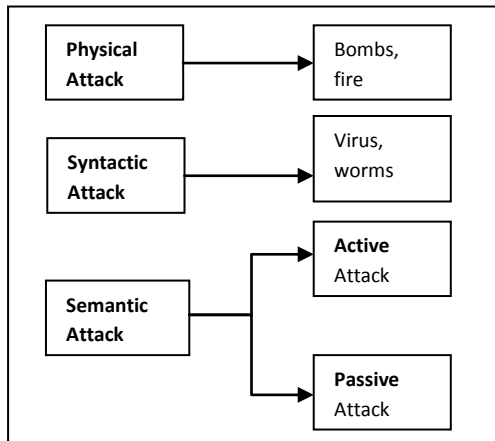 Physical
Attack
Bombs,
fire
Syntactic
Attack
Virus,
worms
Semantic
Attack
Active
Attack
Passive
Attack